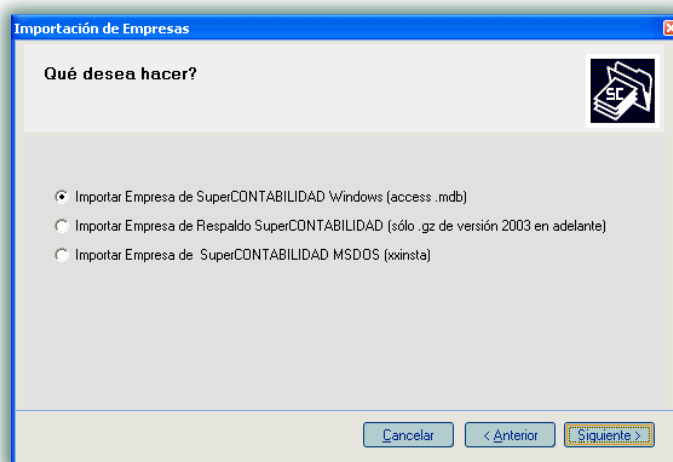 Importación de Empresas
Qué desea hacer?
SC
Importar Empresa de SuperCONTABILIDAD Windows (access .mdb)
Importar Empresa de Respaldo SuperCONTABILIDAD (sólo .gz de versión 2003 en adelante)
Importar Empresa de SuperCONTABILIDAD MSDOS (xxinsta)
Cancelar < Anterior Siguiente >